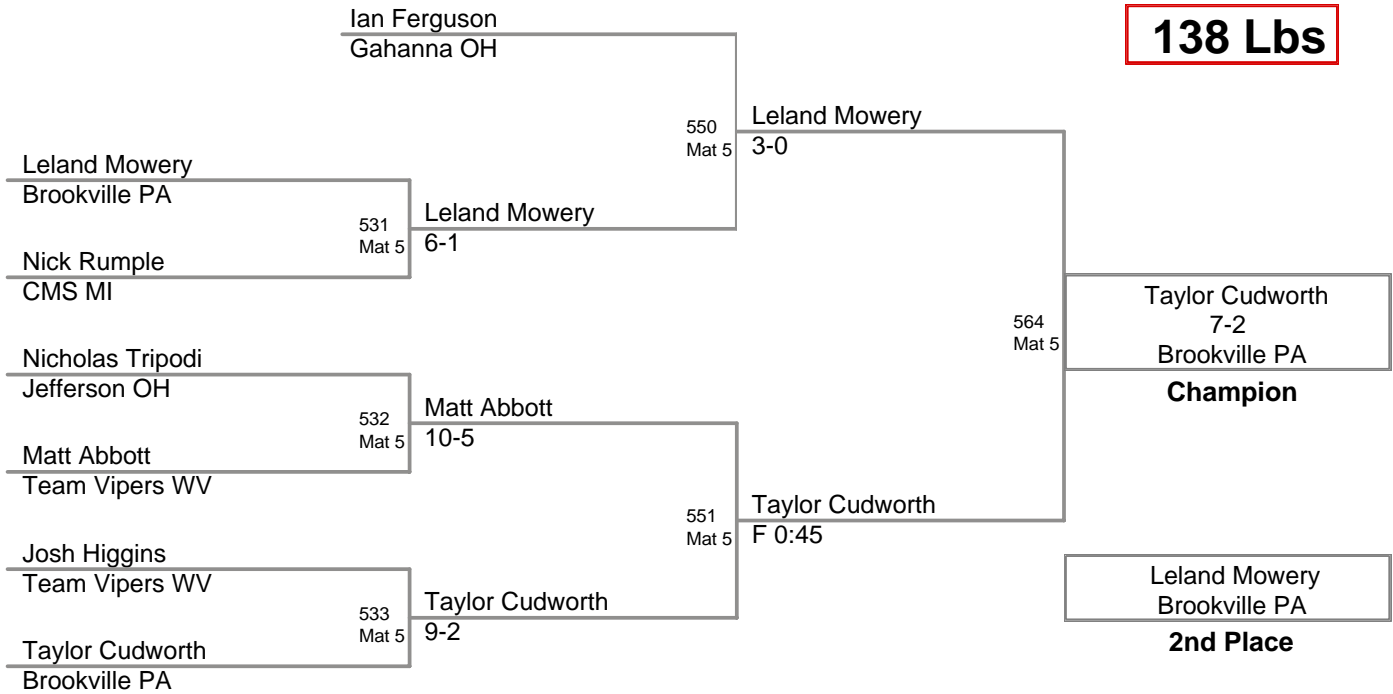 Ian Ferguson
Gahanna OH
138 Lbs
550
Mat 5
Leland Mowery
3-0
Leland Mowery
Brookville PA
531
Mat 5
Leland Mowery
6-1
Nick Rumple
CMS MI
564
Mat 5
Taylor Cudworth
7-2
Brookville PA
Champion
Nicholas Tripodi
Jefferson OH
532
Mat 5
Matt Abbott
10-5
Matt Abbott
Team Vipers WV
551
Mat 5
Taylor Cudworth
F 0:45
Josh Higgins
Team Vipers WV
533
Mat 5
Taylor Cudworth
9-2
Taylor Cudworth
Brookville PA
Leland Mowery
Brookville PA
2nd Place